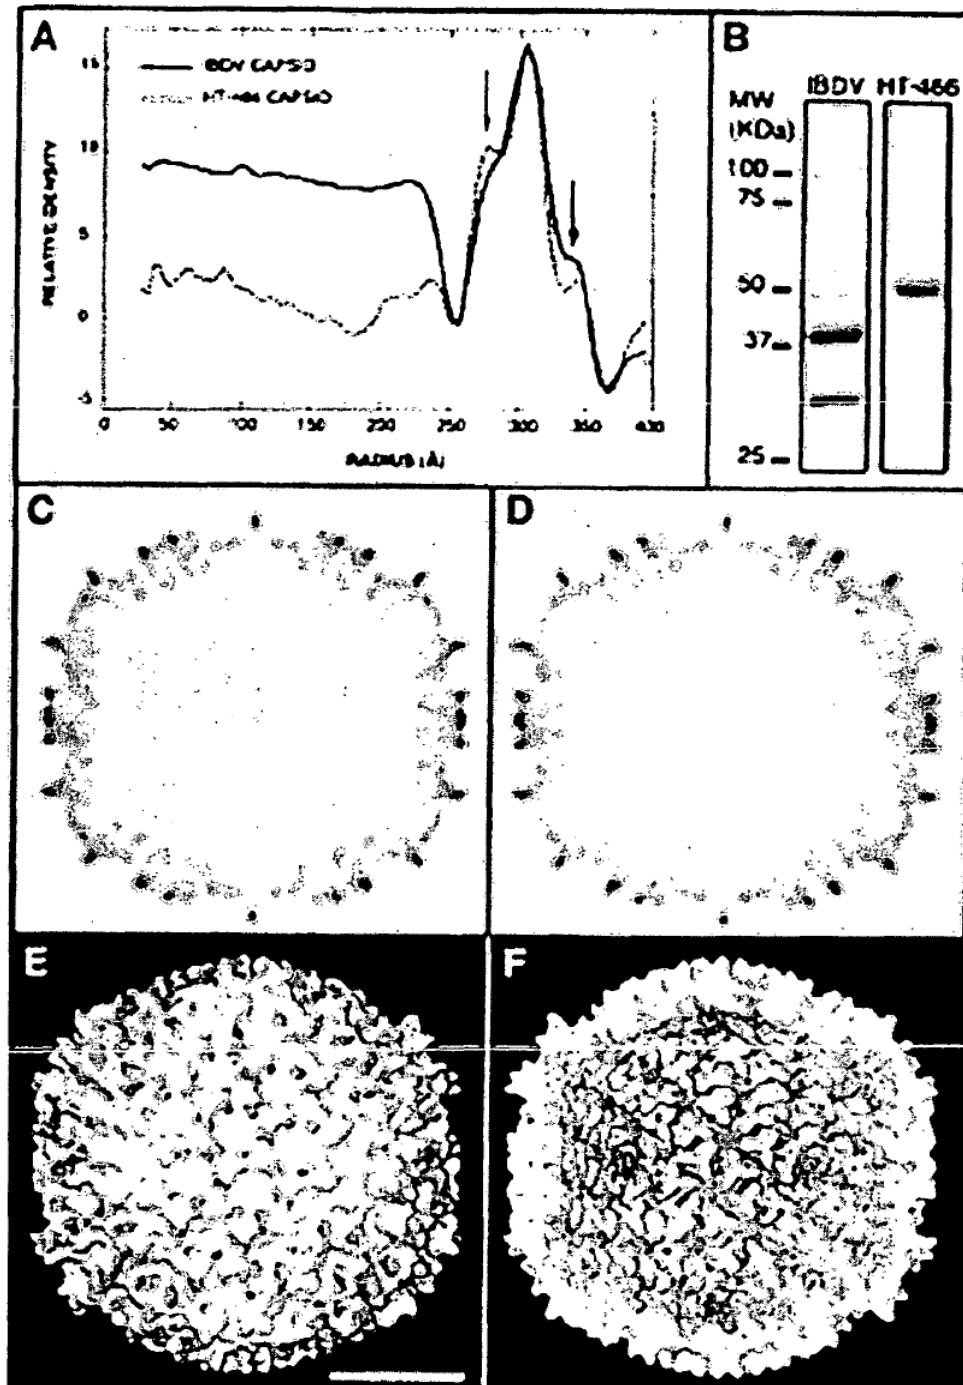 A
IBDV CAPSID
HT-466 CAPSID
15
10
5
0
-5
RELATIVE DENSITY
0 50 100 150 200 250 300 350 400
RADIUS (Å)
B
IBDV HT-466
MW
(KDa)
100
75
50
37
25
C
D
E
F